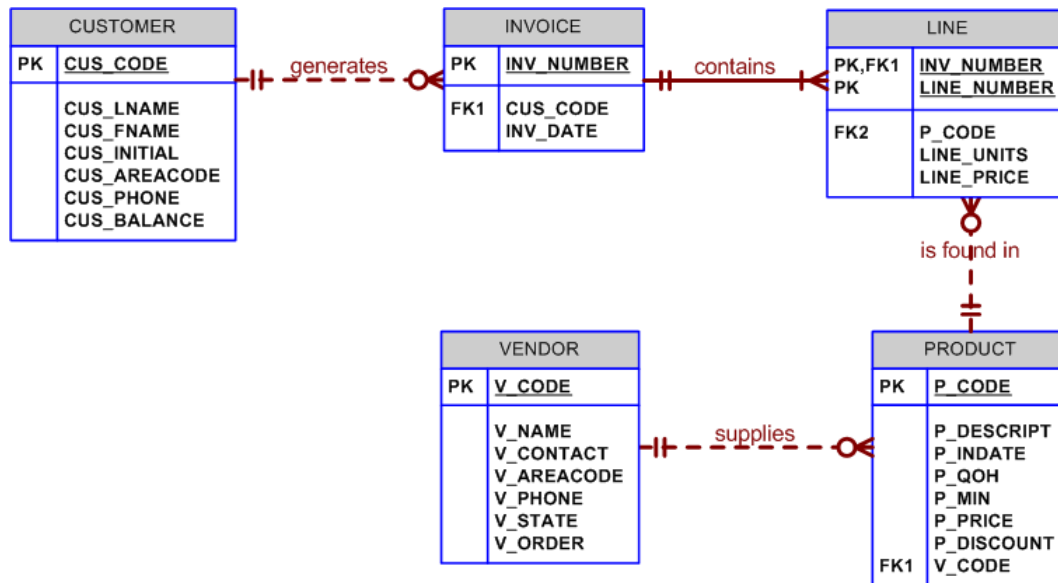 CUSTOMER
PK CUS_CODE
CUS_LNAME
CUS_FNAME
CUS_INITIAL
CUS_AREACODE
CUS_PHONE
CUS_BALANCE
generates
INVOICE
PK INV_NUMBER
FK1 CUS_CODE
INV_DATE
contains
LINE
PK,FK1 INV_NUMBER
PK LINE_NUMBER
FK2 P_CODE
LINE_UNITS
LINE_PRICE
is found in
VENDOR
PK V_CODE
V_NAME
V_CONTACT
V_AREACODE
V_PHONE
V_STATE
V_ORDER
supplies
PRODUCT
PK P_CODE
P_DESCRIPT
P_INDATE
P_QOH
P_MIN
P_PRICE
P_DISCOUNT
FK1 V_CODE